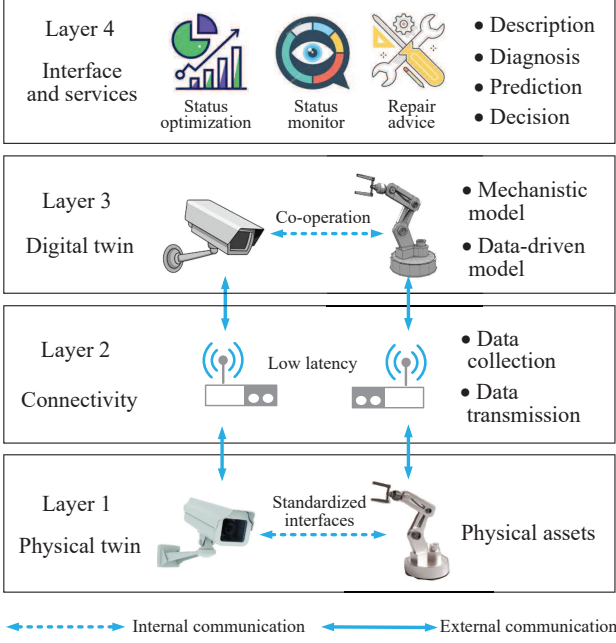 Layer 4
Interface
and services
Status
optimization
Status
monitor
Repair
advice
• Description
• Diagnosis
• Prediction
• Decision
Layer 3
Digital twin
Co-operation
• Mechanistic
model
• Data-driven
model
Layer 2
Connectivity
Low latency
• Data
collection
• Data
transmission
Layer 1
Physical twin
Standardized
interfaces
Physical assets
Internal communication
External communication